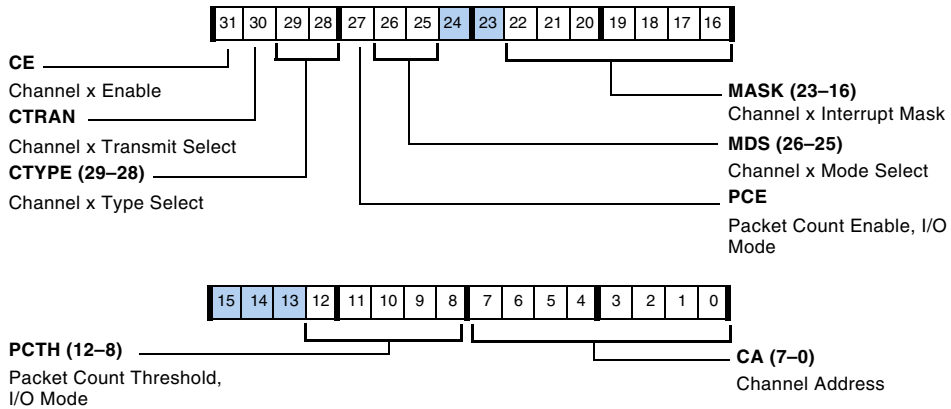 31 30 29 28 27 26 25 24 23 22 21 20 19 18 17 16
CE
Channel x Enable
CTRAN
Channel x Transmit Select
CTYPE (29–28)
Channel x Type Select
MASK (23–16)
Channel x Interrupt Mask
MDS (26–25)
Channel x Mode Select
PCE
Packet Count Enable, I/O
Mode
15 14 13 12 11 10 9 8 7 6 5 4 3 2 1 0
PCTH (12–8)
Packet Count Threshold,
I/O Mode
CA (7–0)
Channel Address